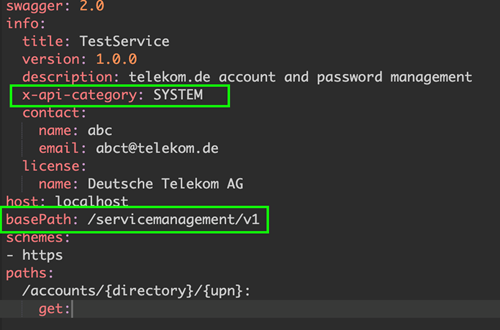 swagger: 2.0
info:
  title: TestService
  version: 1.0.0
  description: telekom.de account and password management
  x-api-category: SYSTEM
  contact:
    name: abc
    email: abct@telekom.de
  license:
    name: Deutsche Telekom AG
host: localhost
basePath: /servicemanagement/v1
schemes:
- https
paths:
  /accounts/{directory}/{upn}:
    get: